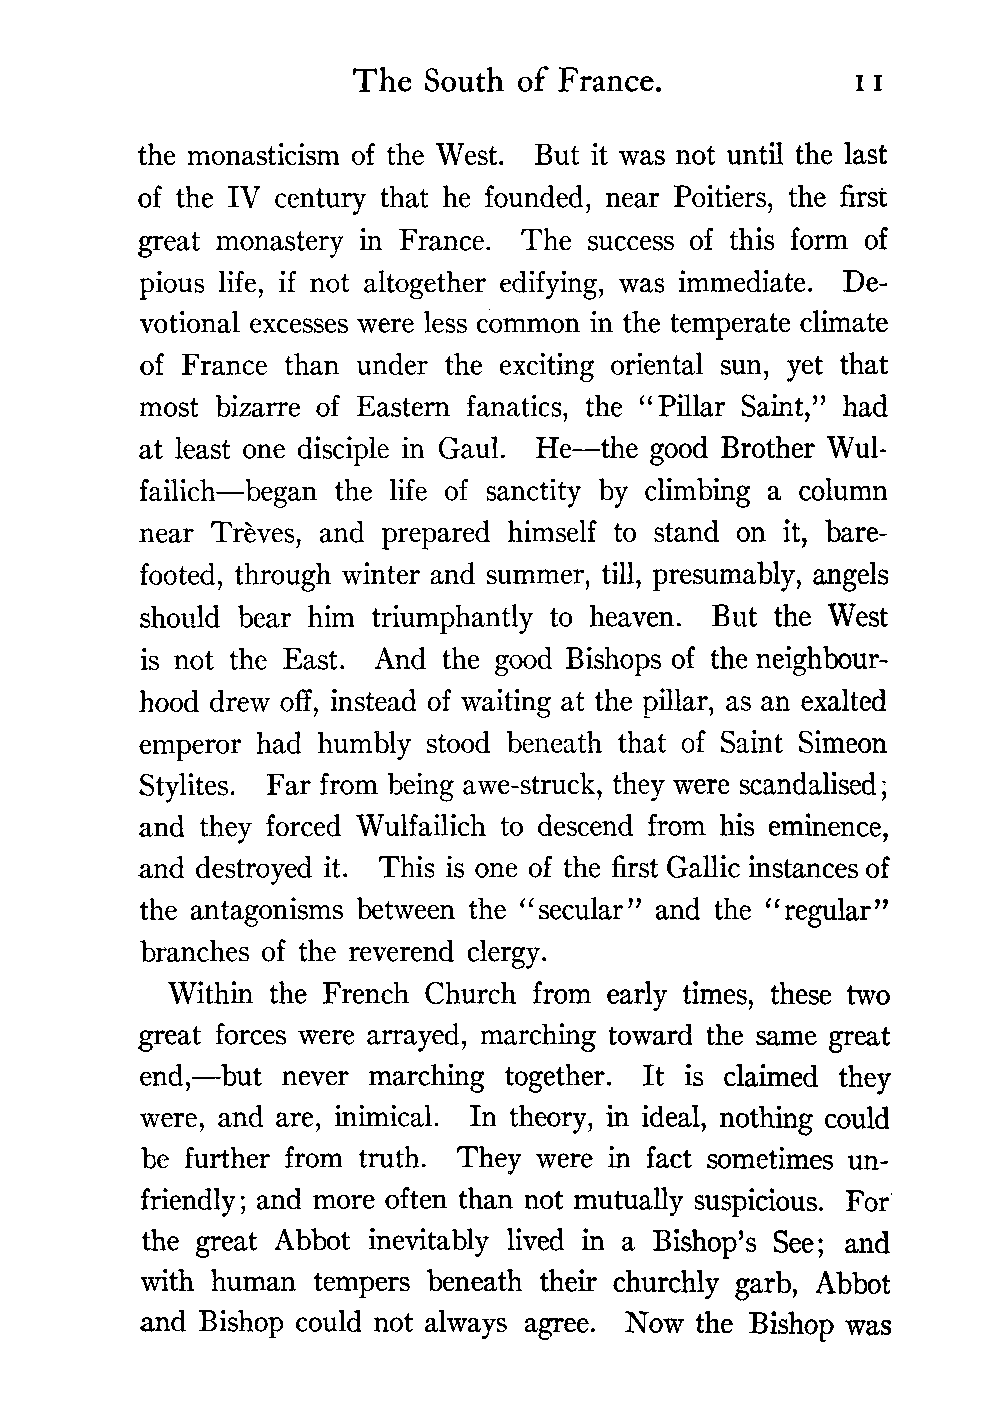 The South of France. 11
the monasticism of the West. But it was not until the last
of the IV century that he founded, near Poitiers, the first
great monastery in France. The success of this form of
pious life, if not altogether edifying, was immediate. De-
votional excesses were less common in the temperate climate
of France than under the exciting oriental sun, yet that
most bizarre of Eastern fanatics, the “Pillar Saint,” had
at least one disciple in Gaul. He—the good Brother Wul-
failich—began the life of sanctity by climbing a column
near Trèves, and prepared himself to stand on it, bare-
footed, through winter and summer, till, presumably, angels
should bear him triumphantly to heaven. But the West
is not the East. And the good Bishops of the neighbour-
hood drew off, instead of waiting at the pillar, as an exalted
emperor had humbly stood beneath that of Saint Simeon
Stylites. Far from being awe-struck, they were scandalised;
and they forced Wulfailich to descend from his eminence,
and destroyed it. This is one of the first Gallic instances of
the antagonisms between the “secular” and the “regular”
branches of the reverend clergy.
Within the French Church from early times, these two
great forces were arrayed, marching toward the same great
end,—but never marching together. It is claimed they
were, and are, inimical. In theory, in ideal, nothing could
be further from truth. They were in fact sometimes un-
friendly; and more often than not mutually suspicious. For
the great Abbot inevitably lived in a Bishop’s See; and
with human tempers beneath their churchly garb, Abbot
and Bishop could not always agree. Now the Bishop was